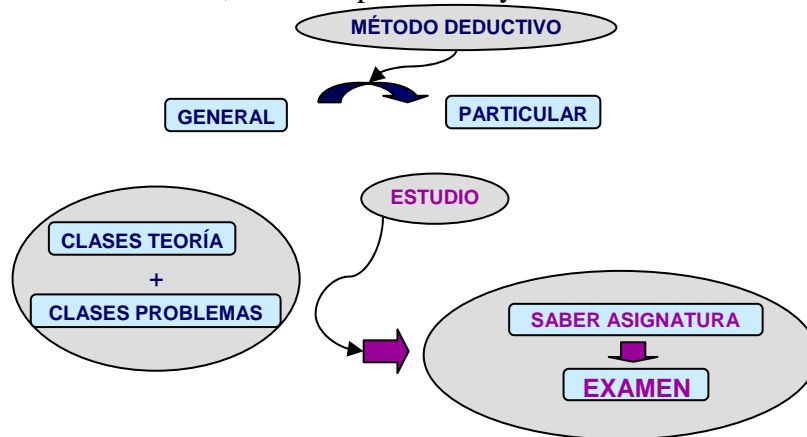 MÉTODO DEDUCTIVO
GENERAL
PARTICULAR
ESTUDIO
CLASES TEORÍA
+
CLASES PROBLEMAS
SABER ASIGNATURA
EXAMEN